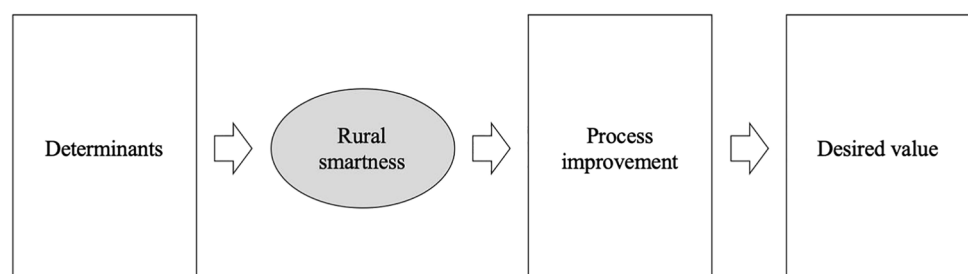 Determinants
Rural
smartness
Process
improvement
Desired value